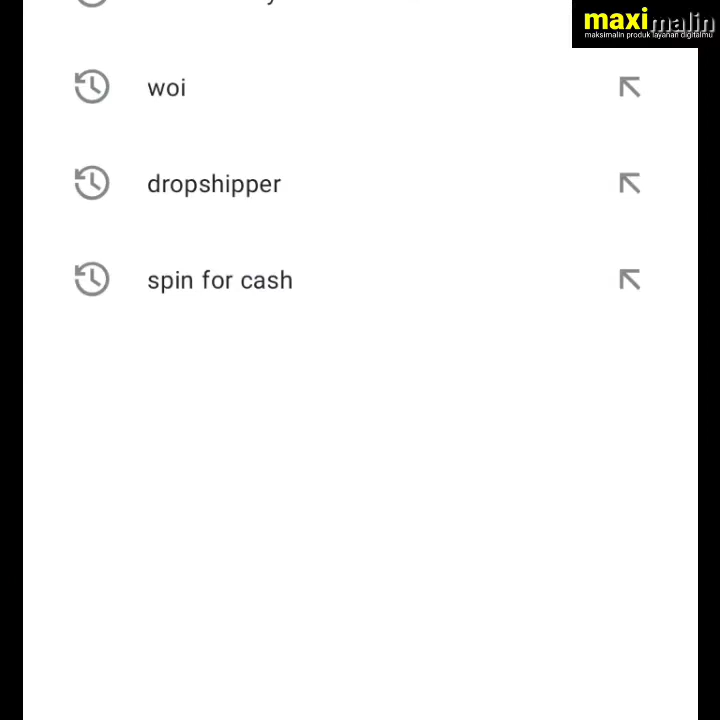 maximalin
maksimalin produk layanan digitalmu
woi
dropshipper
spin for cash